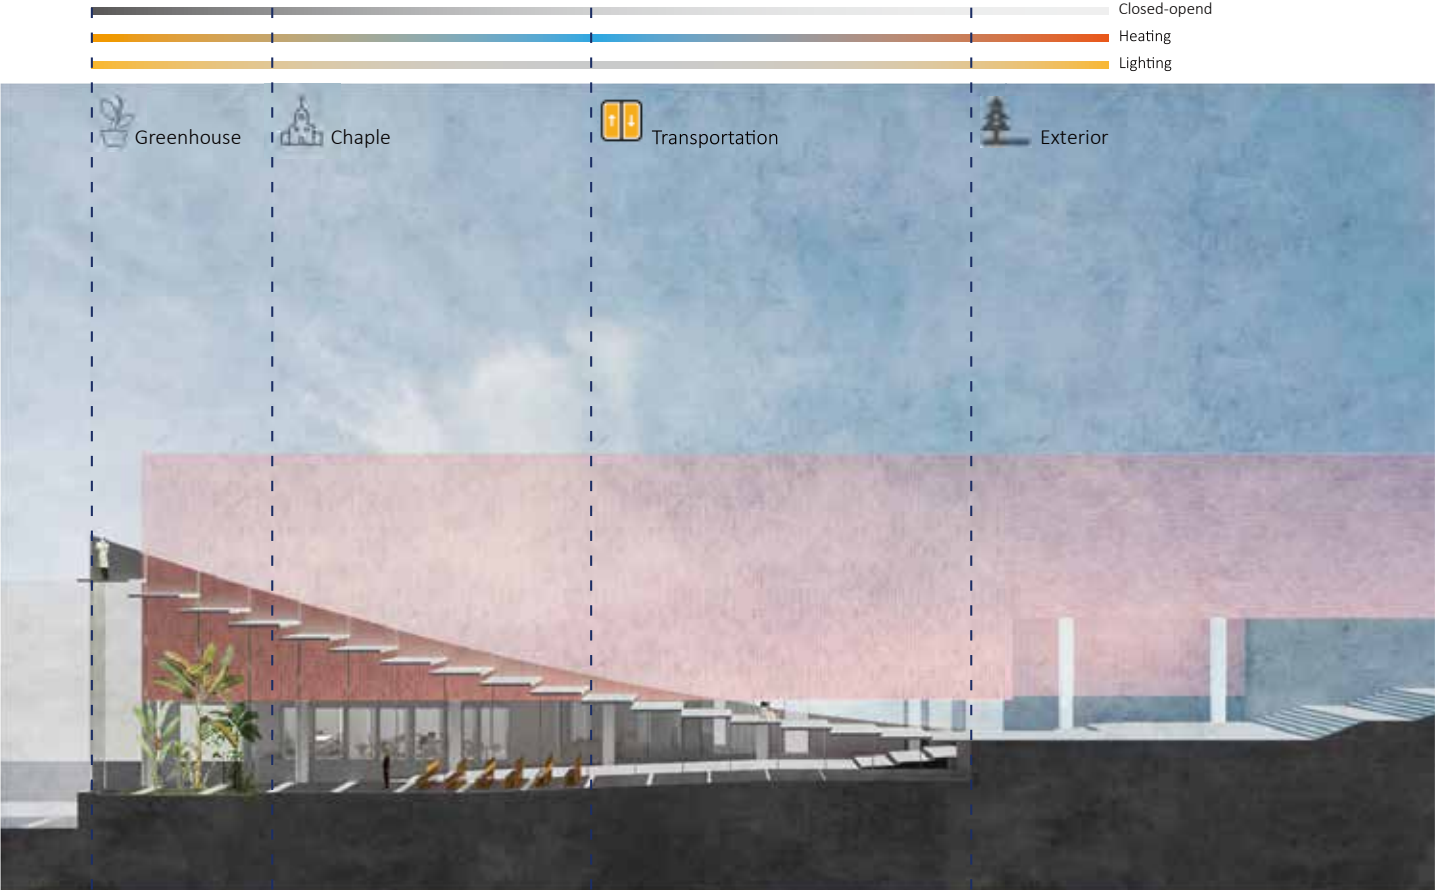 Closed-opend
Heating
Lighting
Greenhouse
Chaple
Transportation
Exterior